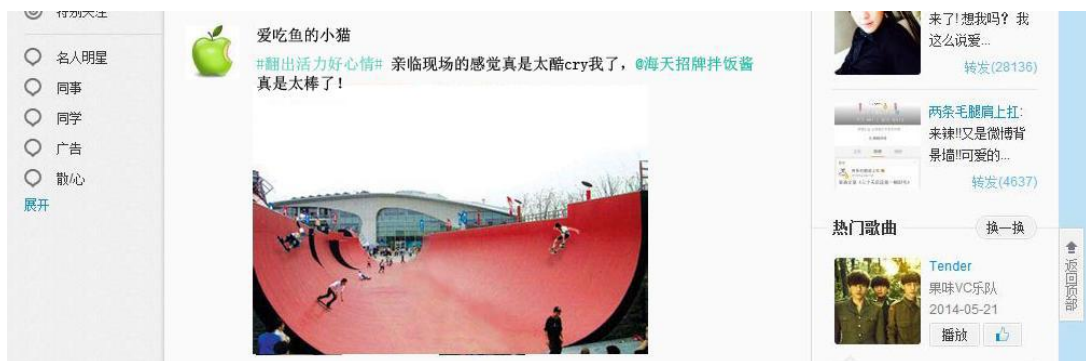 特别关注
名人明星
同事
同学
广告
散心
展开
爱吃鱼的小猫
#翻出活力好心情# 亲临现场的感觉真是太酷cry我了，@海天招牌拌饭酱
真是太棒了！
来了!想我吗？ 我
这么说爱...
转发(28136)
两条毛腿肩上扛:
来辣!!又是微博背
景墙!!可爱的...
转发(4637)
热门歌曲
换一换
Tender
果味VC乐队
2014-05-21
播放
返回顶部